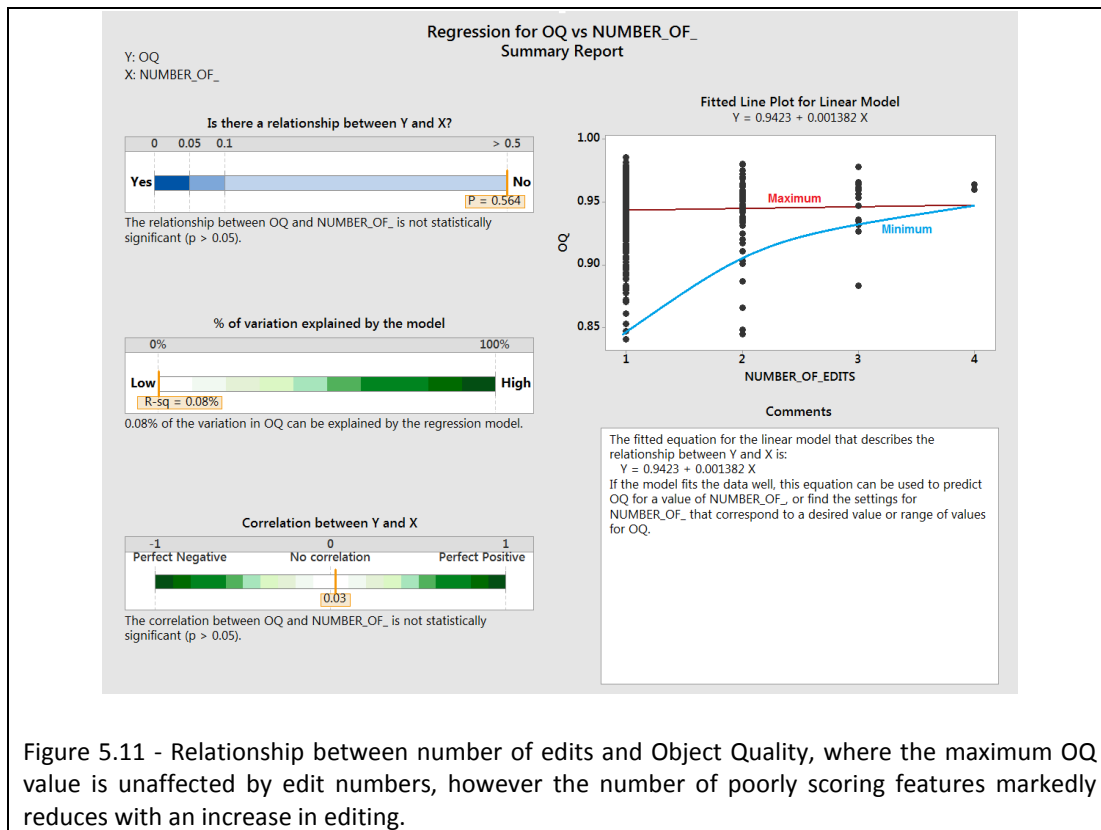 Regression for OQ vs NUMBER_OF_
Summary Report
Y: OQ
X: NUMBER_OF_
Is there a relationship between Y and X?
0 0.05 0.1 > 0.5
Yes No
P = 0.564
The relationship between OQ and NUMBER_OF_ is not statistically
significant (p > 0.05).
% of variation explained by the model
0% 100%
Low High
R-sq = 0.08%
0.08% of the variation in OQ can be explained by the regression model.
Correlation between Y and X
-1 0 1
Perfect Negative No correlation Perfect Positive
0.03
The correlation between OQ and NUMBER_OF_ is not statistically
significant (p > 0.05).
Fitted Line Plot for Linear Model
Y = 0.9423 + 0.001382 X
1.00
0.95
0.90
0.85
OQ
Maximum
Minimum
1 2 3 4
NUMBER_OF_EDITS
Comments
The fitted equation for the linear model that describes the
relationship between Y and X is:
Y = 0.9423 + 0.001382 X
If the model fits the data well, this equation can be used to predict
OQ for a value of NUMBER_OF_, or find the settings for
NUMBER_OF_ that correspond to a desired value or range of values
for OQ.
Figure 5.11 - Relationship between number of edits and Object Quality, where the maximum OQ
value is unaffected by edit numbers, however the number of poorly scoring features markedly
reduces with an increase in editing.